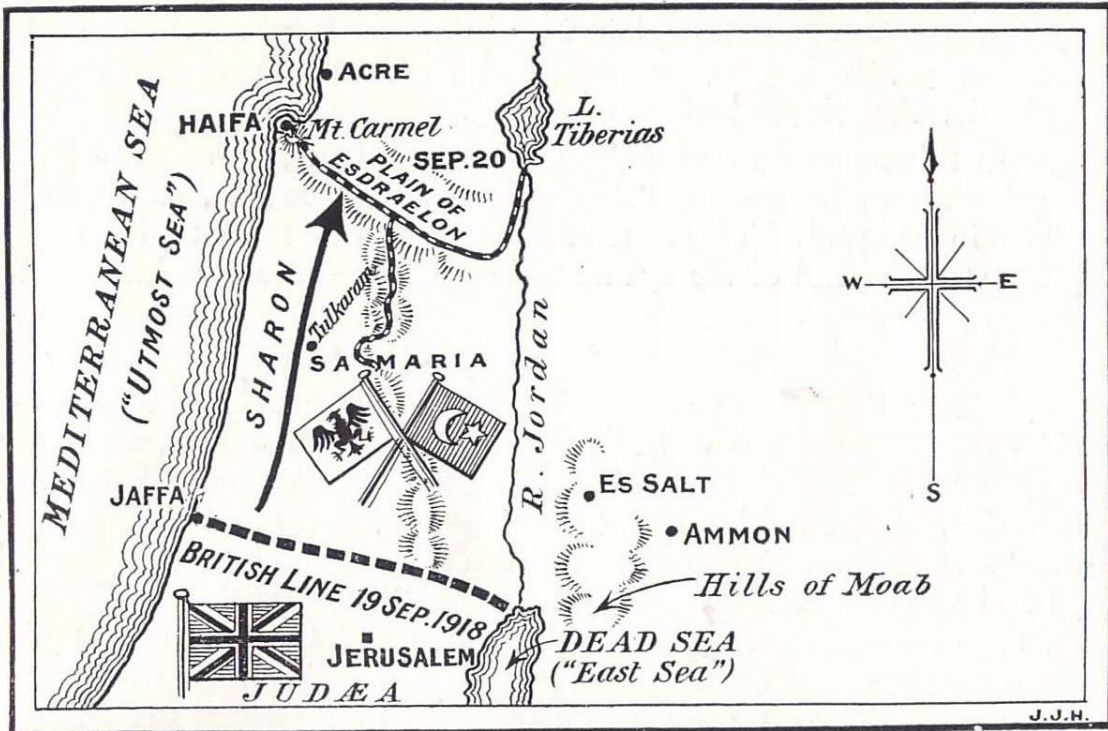 ACRE
HAIFA
Mt. Carmel
L.
Tiberias
SEP. 20
PLAIN OF
ESDRAELON
MEDITERRANEAN SEA
("UTMOST SEA")
SHARON
Tulkaram
SAMARIA
R. Jordan
W
E
S
JAFFA
ES SALT
AMMON
BRITISH LINE 19 SEP. 1918
Hills of Moab
JERUSALEM
DEAD SEA
("East Sea")
JUDÆA
J.J.H.